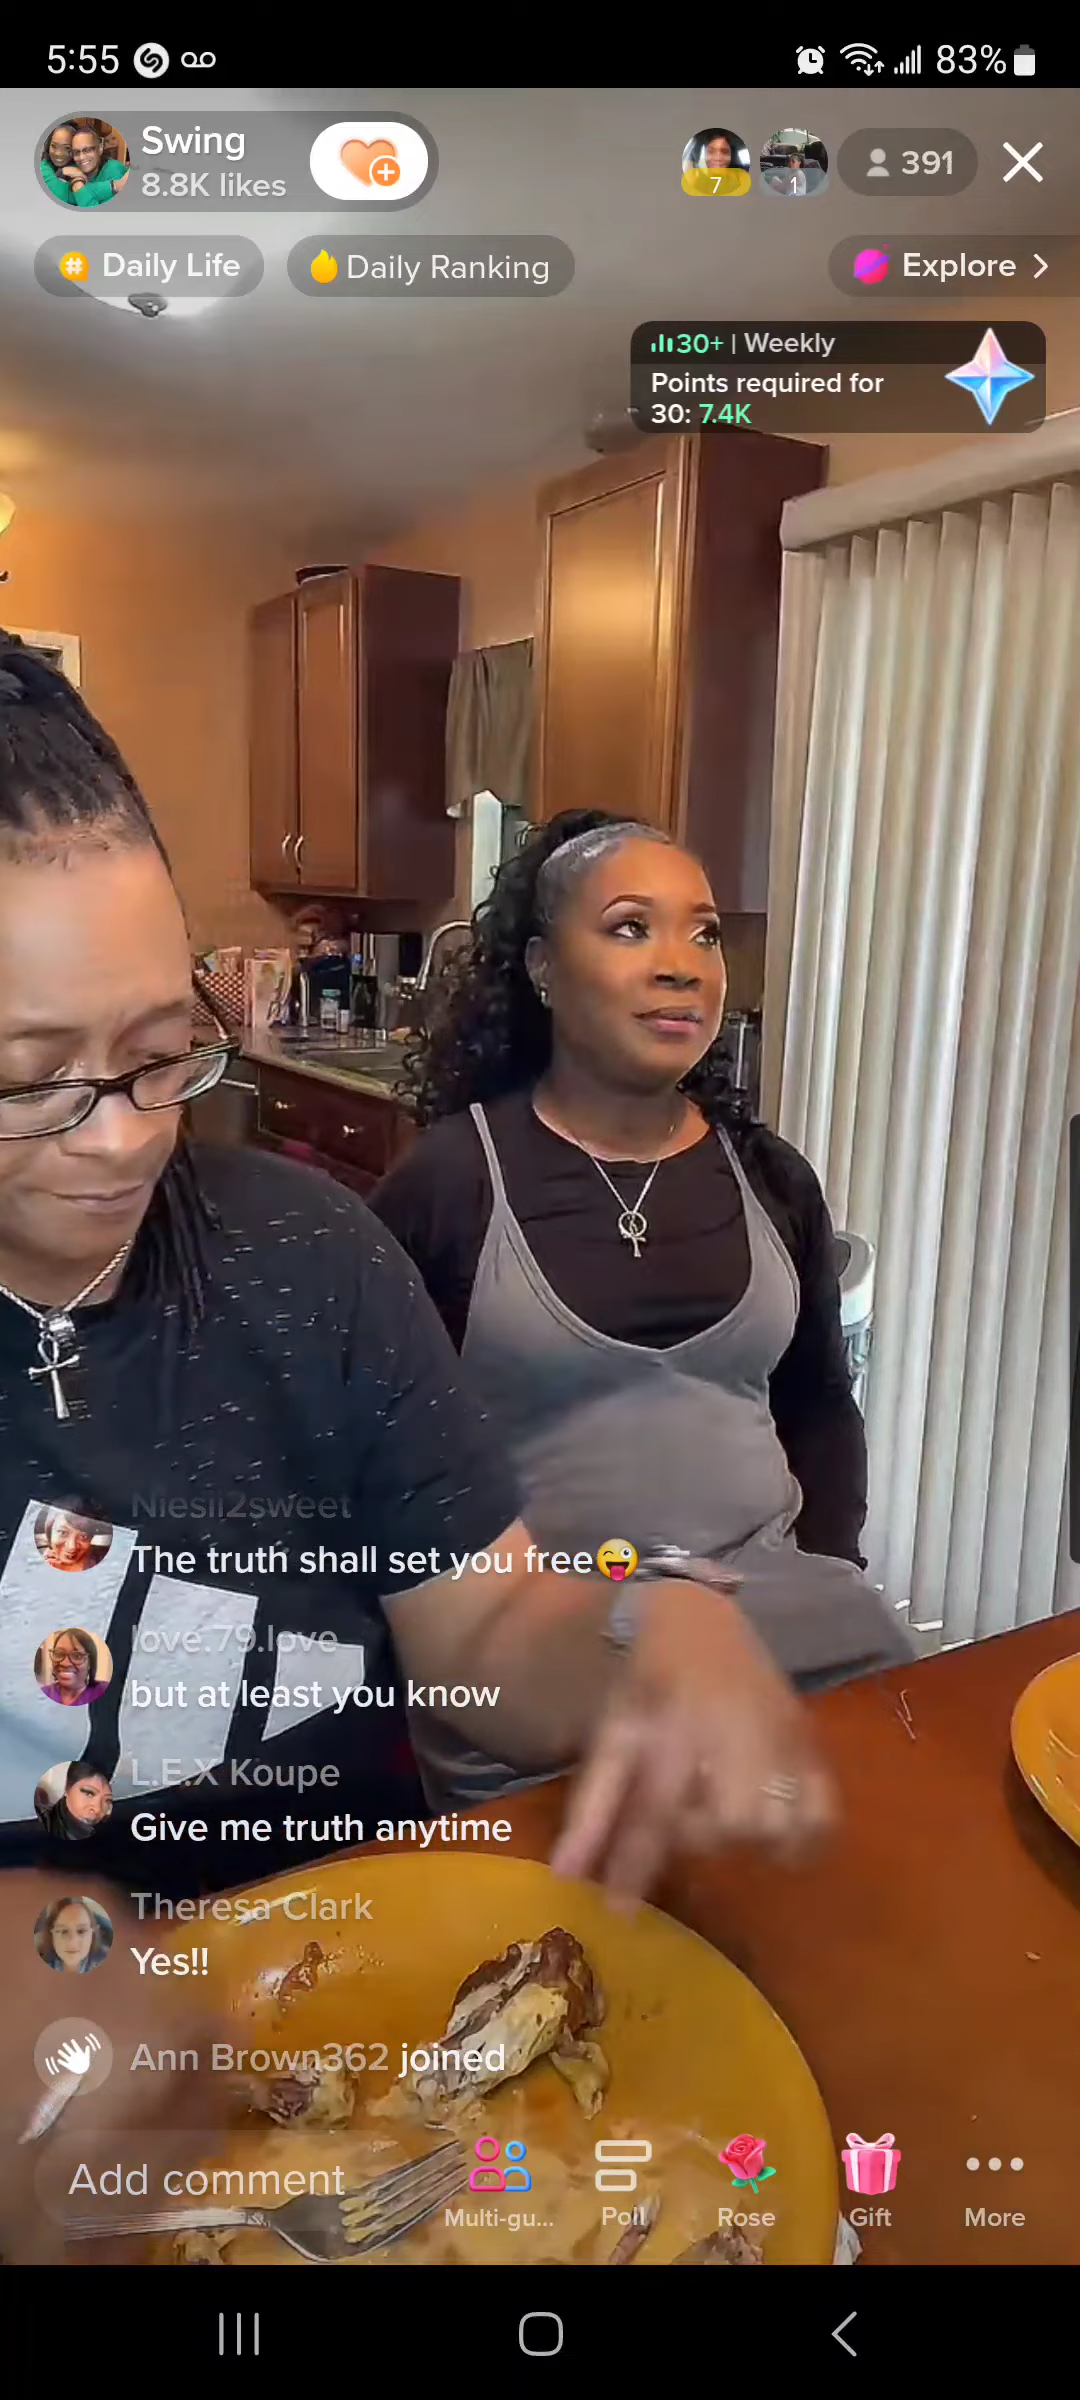 5:55 83%
Swing
8.8K likes
7
1
391
Daily Life
Daily Ranking
Explore >
30+ | Weekly
Points required for
30: 7.4K
Niesii2sweet
The truth shall set you free😜
love.79.love
but at least you know
L.E.X Koupe
Give me truth anytime
Theresa Clark
Yes!!
Ann Brown362 joined
Add comment
Multi-gu...
Poll
Rose
Gift
More